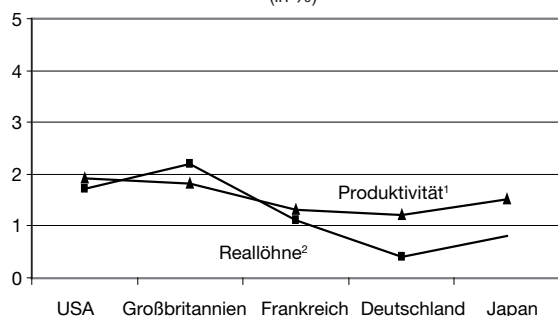 (in %)
5
4
3
2
Produktivität¹
1
Reallöhne²
0
USA Großbritannien Frankreich Deutschland Japan